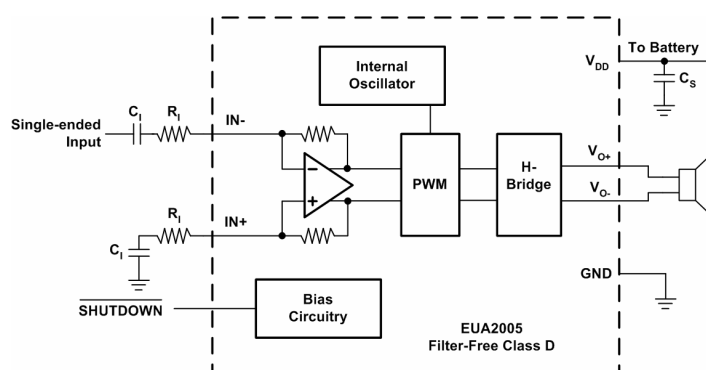 Internal
Oscillator
To Battery
V_DD
C_S
Single-ended
Input
C_I
R_I
IN-
−
+
PWM
H-
Bridge
V_O+
V_O-
R_I
IN+
C_I
GND
SHUTDOWN
Bias
Circuitry
EUA2005
Filter-Free Class D